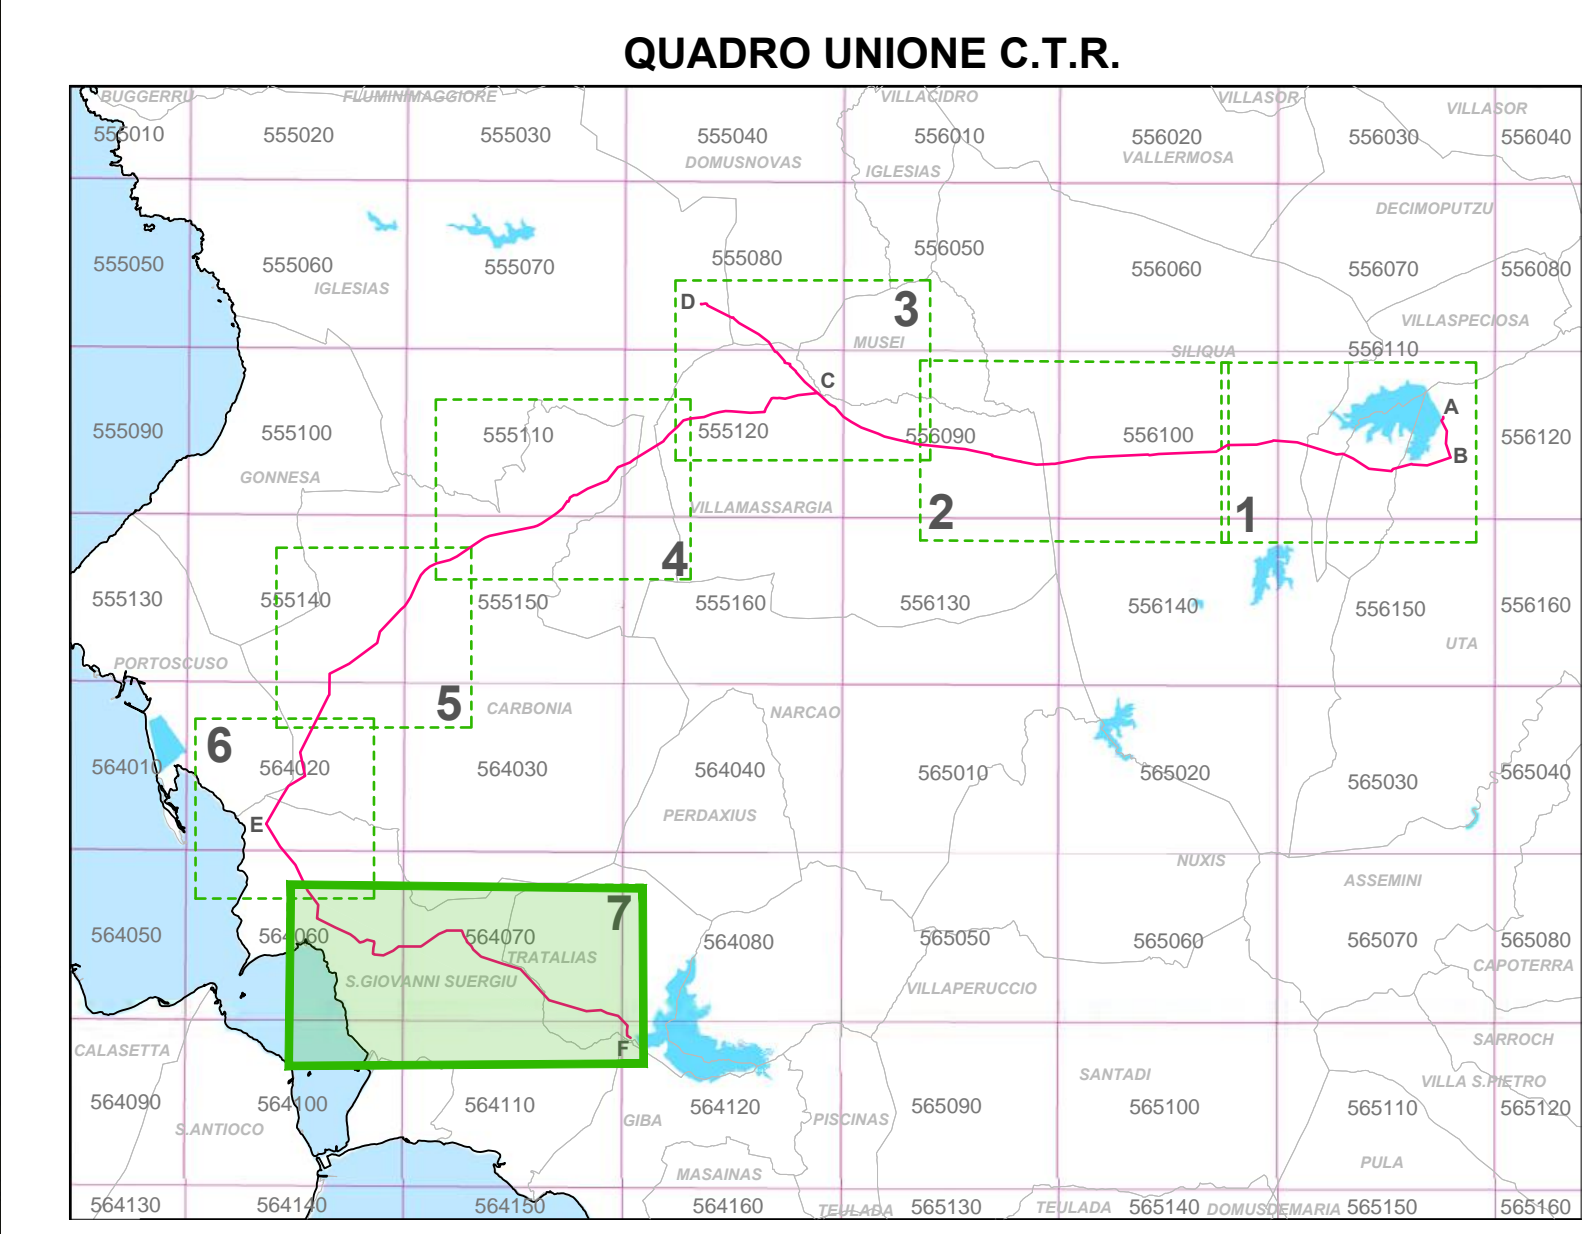 QUADRO UNIONE C.T.R.
BUGGERRU FLUMINIMAGGIORE VILLACIDRO VILLASOR VILLASOR
555010 555020 555030 555040 556010 556020 556030 556040
DOMUSNOVAS IGLESIAS VALLERMOSA
DECIMOPUTZU
555050 555060 555070 555080 556050 556060 556070 556080
IGLESIAS
D 3
MUSEI SILIQUA VILLASPECIOSA
556110
C A
555090 555100 555110 555120 556090 556100 556120
B
GONNESA VILLAMASSARGIA 2 1
4
555130 555140 555150 555160 556130 556140 556150 556160
UTA
PORTOSCUSO
5 CARBONIA NARCAO
6
564010 564020 564030 564040 565010 565020 565030 565040
E PERDAXIUS
NUXIS ASSEMINI
7
564050 564060 564070 564080 565050 565060 565070 565080
TRATALIAS CAPOTERRA
S.GIOVANNI SUERGIU VILLAPERUCCIO
F
CALASETTA SARROCH
SANTADI VILLA S.PIETRO
564090 564100 564110 564120 565090 565100 565110 565120
S.ANTIOCO GIBA PISCINAS
MASAINAS PULA
564130 564140 564150 564160 TEULADA 565130 TEULADA 565140 DOMUSDEMARIA 565150 565160